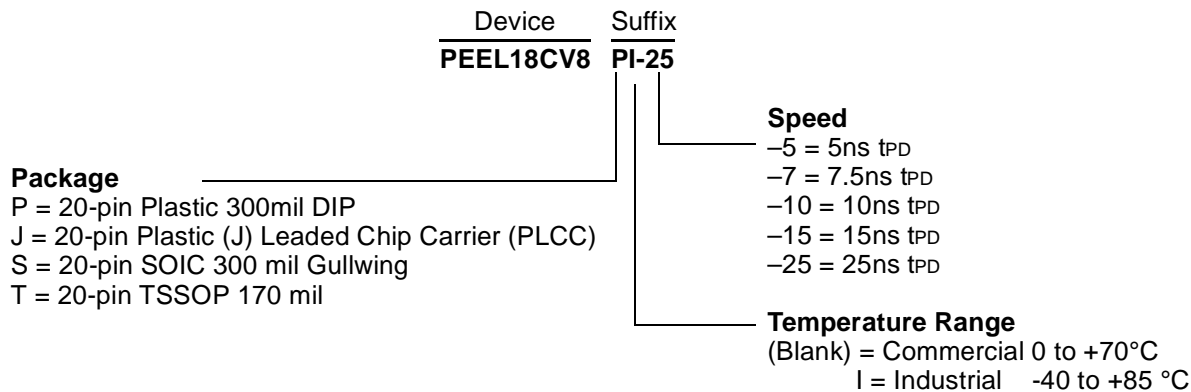 Device Suffix
PEEL18CV8 PI-25
Package
P = 20-pin Plastic 300mil DIP
J = 20-pin Plastic (J) Leaded Chip Carrier (PLCC)
S = 20-pin SOIC 300 mil Gullwing
T = 20-pin TSSOP 170 mil
Speed
–5 = 5ns tPD
–7 = 7.5ns tPD
–10 = 10ns tPD
–15 = 15ns tPD
–25 = 25ns tPD
Temperature Range
(Blank) = Commercial 0 to +70°C
I = Industrial -40 to +85 °C